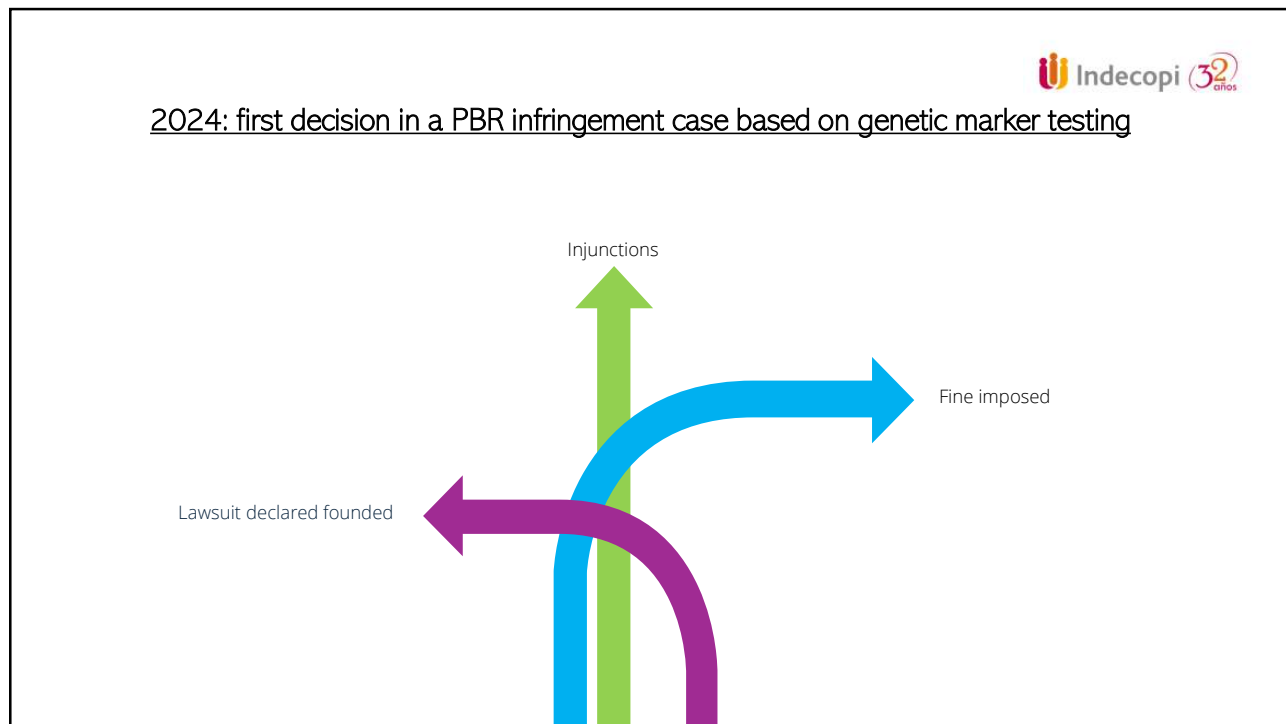 Indecopi 32 años
2024: first decision in a PBR infringement case based on genetic marker testing
Injunctions
Fine imposed
Lawsuit declared founded